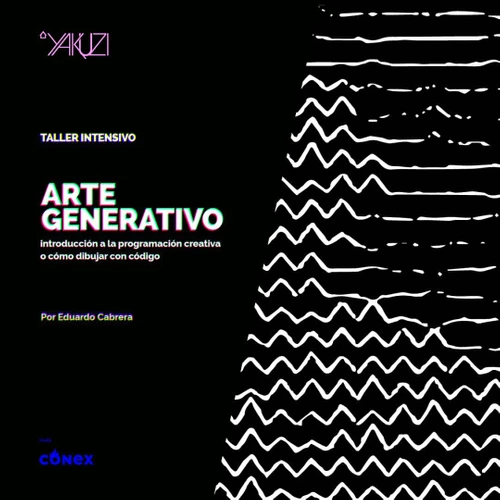 YAKUZI
TALLER INTENSIVO
ARTE
GENERATIVO
introducción a la programación creativa
o cómo dibujar con código
Por Eduardo Cabrera
CONEX